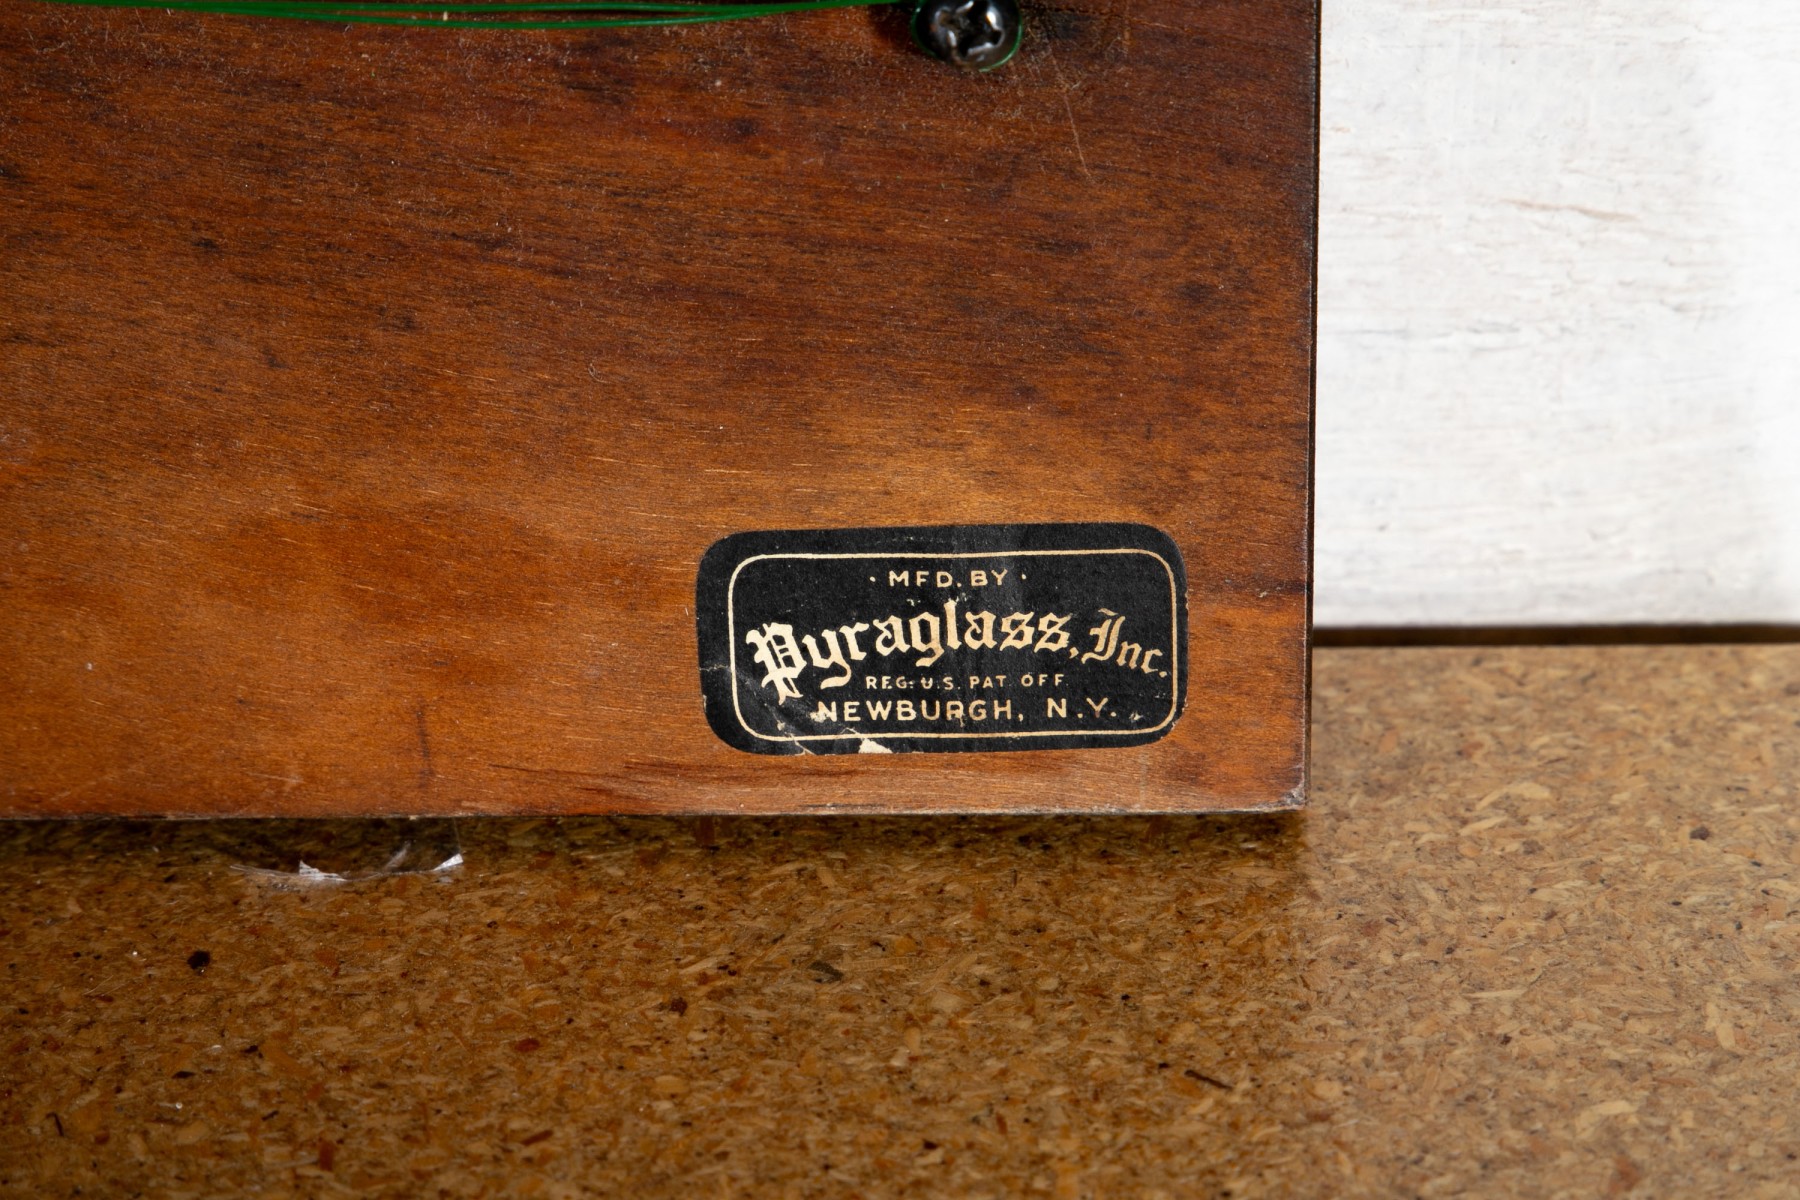 · MFD. BY ·
Pyraglass, Inc.
REG. U.S. PAT. OFF.
NEWBURGH, N.Y.